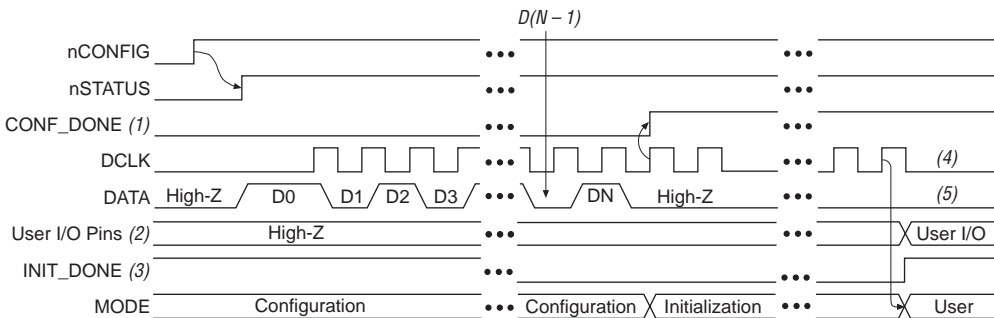 D(N – 1)
nCONFIG
nSTATUS
CONF_DONE (1)
DCLK (4)
DATA High-Z D0 D1 D2 D3 DN High-Z (5)
User I/O Pins (2) High-Z User I/O
INIT_DONE (3)
MODE Configuration Configuration Initialization User